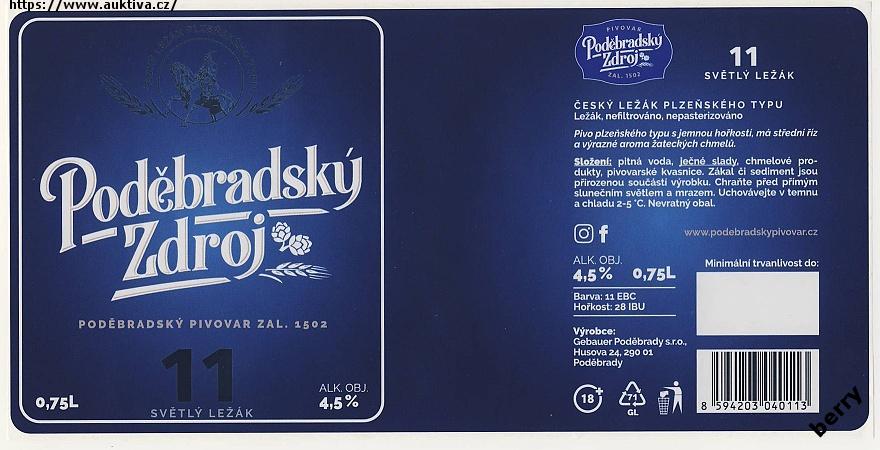 https://www.auktiva.cz/
Poděbradský
Zdroj
PODĚBRADSKÝ PIVOVAR ZAL. 1502
11
SVĚTLÝ LEŽÁK
0,75L
ALK. OBJ.
4,5%
PIVOVAR
Poděbradský
Zdroj
ZAL. 1502
11
SVĚTLÝ LEŽÁK
ČESKÝ LEŽÁK PLZEŇSKÉHO TYPU
Ležák, nefiltrováno, nepasterizováno
Pivo plzeňského typu s jemnou hořkostí, má střední říz
a výrazné aroma žateckých chmelů.
Složení: pitná voda, ječné slady, chmelové pro-
dukty, pivovarské kvasnice. Zákal či sediment jsou
přirozenou součástí výrobku. Chraňte před přímým
slunečním světlem a mrazem. Uchovávejte v temnu
a chladu 2-5 °C. Nevratný obal.
www.podebradskypivovar.cz
ALK. OBJ.
4,5% 0,75L
Barva: 11 EBC
Hořkost: 28 IBU
Výrobce:
Gebauer Poděbrady s.r.o.,
Husova 24, 290 01
Poděbrady
Minimální trvanlivost do:
18+
71
GL
8 594203 040113
berry